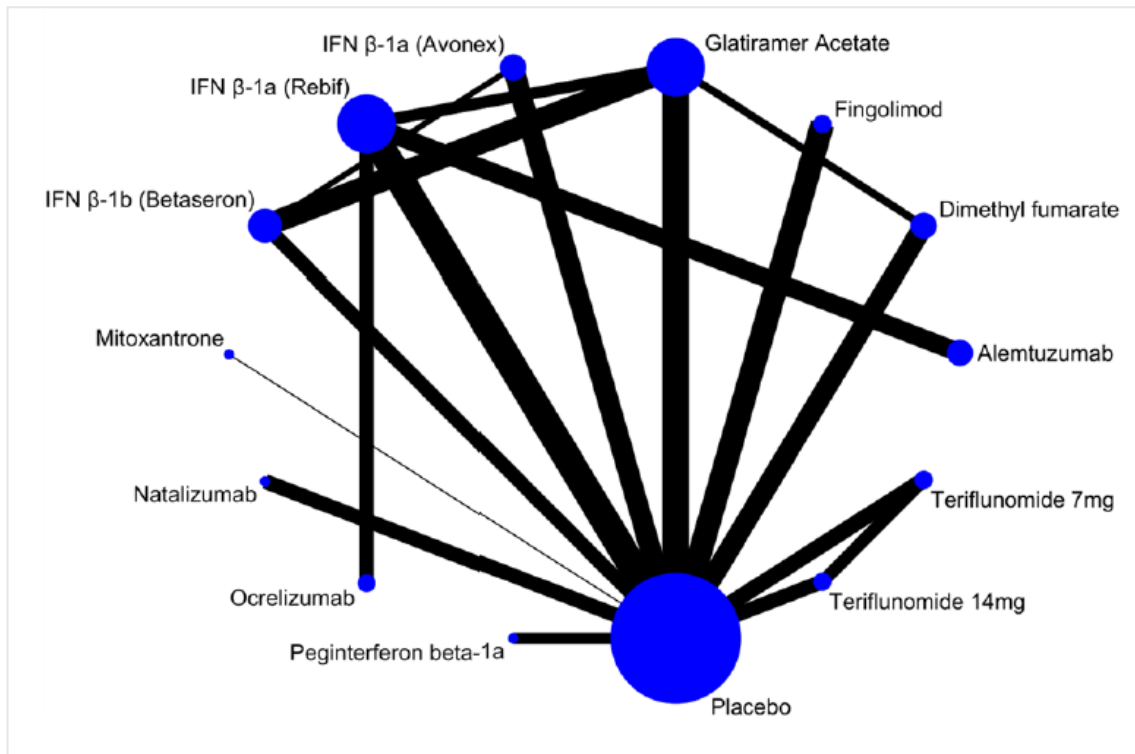 Glatiramer Acetate
IFN β-1a (Avonex)
IFN β-1a (Rebif)
Fingolimod
IFN β-1b (Betaseron)
Dimethyl fumarate
Mitoxantrone
Alemtuzumab
Natalizumab
Teriflunomide 7mg
Ocrelizumab
Teriflunomide 14mg
Peginterferon beta-1a
Placebo